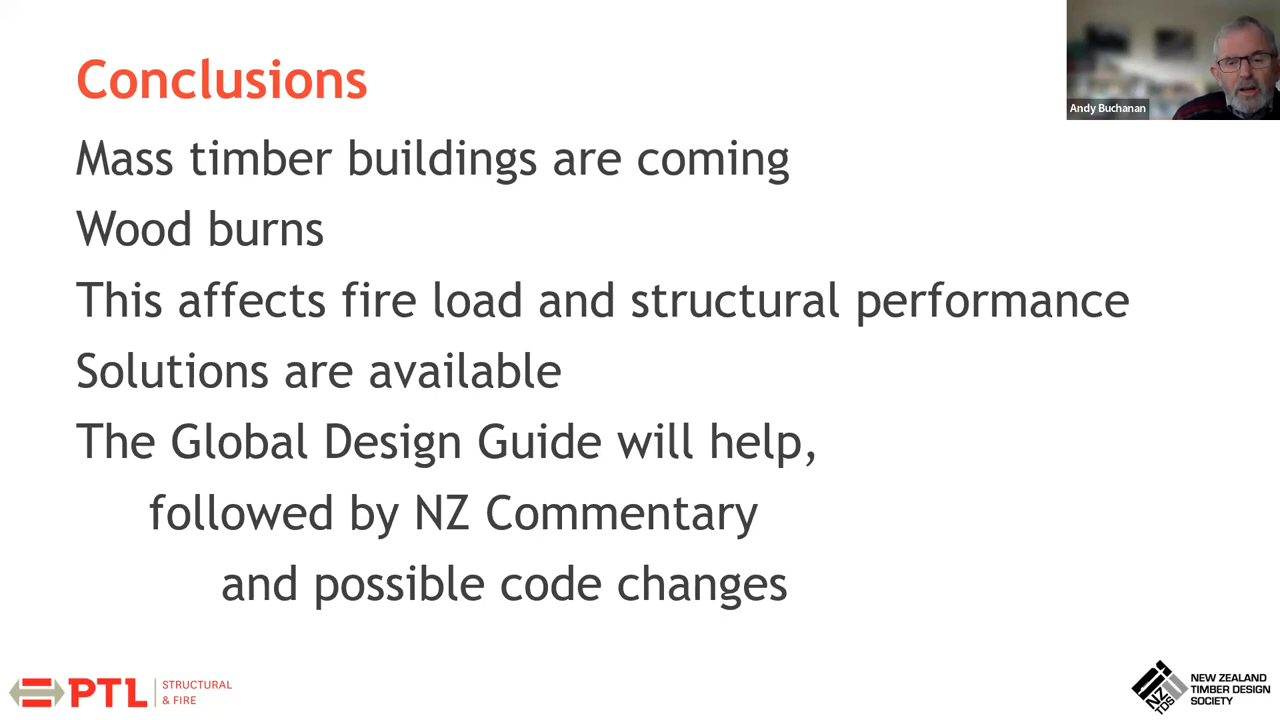 Conclusions
Andy Buchanan
Mass timber buildings are coming
Wood burns
This affects fire load and structural performance
Solutions are available
The Global Design Guide will help,
followed by NZ Commentary
and possible code changes
PTL
STRUCTURAL
& FIRE
NZ
TDS
NEW ZEALAND
TIMBER DESIGN
SOCIETY